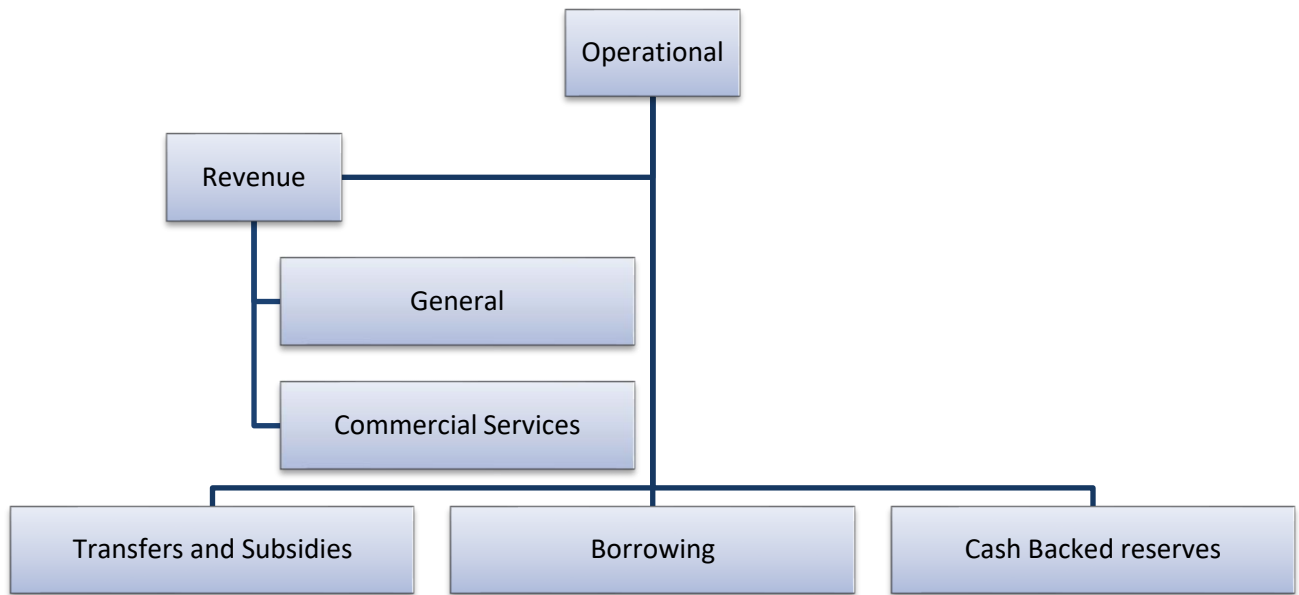 Operational
Revenue
General
Commercial Services
Transfers and Subsidies
Borrowing
Cash Backed reserves